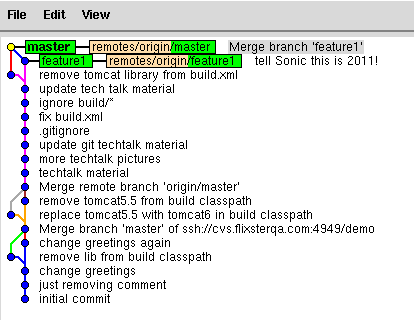 File Edit View
master remotes/origin/master Merge branch 'feature1'
feature1 remotes/origin/feature1 tell Sonic this is 2011!
remove tomcat library from build.xml
update tech talk material
ignore build/*
fix build.xml
.gitignore
update git techtalk material
more techtalk pictures
techtalk material
Merge remote branch 'origin/master'
remove tomcat5.5 from build classpath
replace tomcat5.5 with tomcat6 in build classpath
Merge branch 'master' of ssh://cvs.flixsterqa.com:4949/demo
change greetings again
remove lib from build classpath
change greetings
just removing comment
initial commit